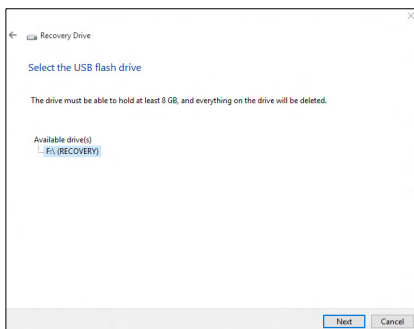 Recovery Drive
Select the USB flash drive
The drive must be able to hold at least 8 GB, and everything on the drive will be deleted.
Available drive(s)
F:\ (RECOVERY)
Next Cancel